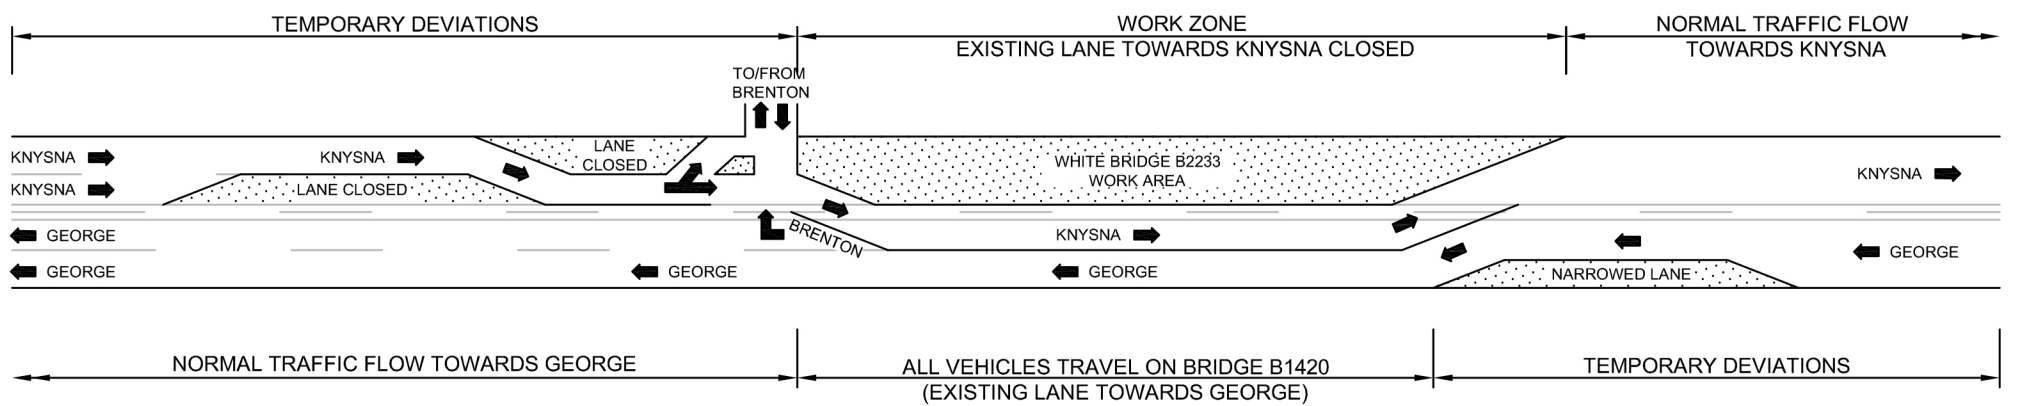 TEMPORARY DEVIATIONS
WORK ZONE
EXISTING LANE TOWARDS KNYSNA CLOSED
NORMAL TRAFFIC FLOW
TOWARDS KNYSNA
TO/FROM
BRENTON
KNYSNA
KNYSNA
LANE
CLOSED
WHITE BRIDGE B2233
WORK AREA
KNYSNA
KNYSNA
LANE CLOSED
GEORGE
BRENTON
KNYSNA
GEORGE
GEORGE
GEORGE
GEORGE
NARROWED LANE
NORMAL TRAFFIC FLOW TOWARDS GEORGE
ALL VEHICLES TRAVEL ON BRIDGE B1420
(EXISTING LANE TOWARDS GEORGE)
TEMPORARY DEVIATIONS